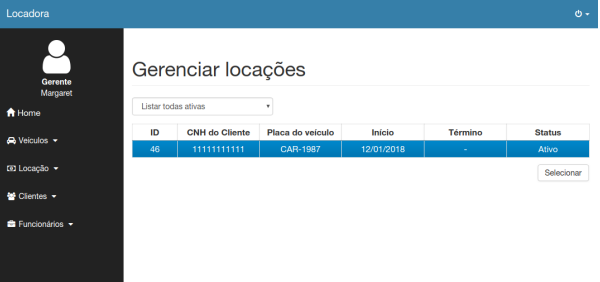 Locadora
Gerente
Margaret
Home
Veículos
Locação
Clientes
Funcionários
Gerenciar locações
Listar todas ativas
ID CNH do Cliente Placa do veículo Início Término Status
46 11111111111 CAR-1987 12/01/2018 - Ativo
Selecionar